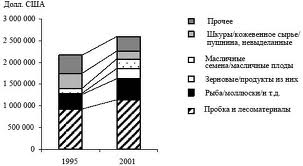 Долл. США
3 000 000
2 500 000
2 000 000
1 500 000
1 000 000
500 000
0
1995
2001
Прочее
Шкуры/кожевенное сырье/
пушнина, невыделанные
Масличные
семена/масличные плоды
Зерновые/продукты из них
Рыба/моллюски/и т.д.
Пробка и лесоматериалы